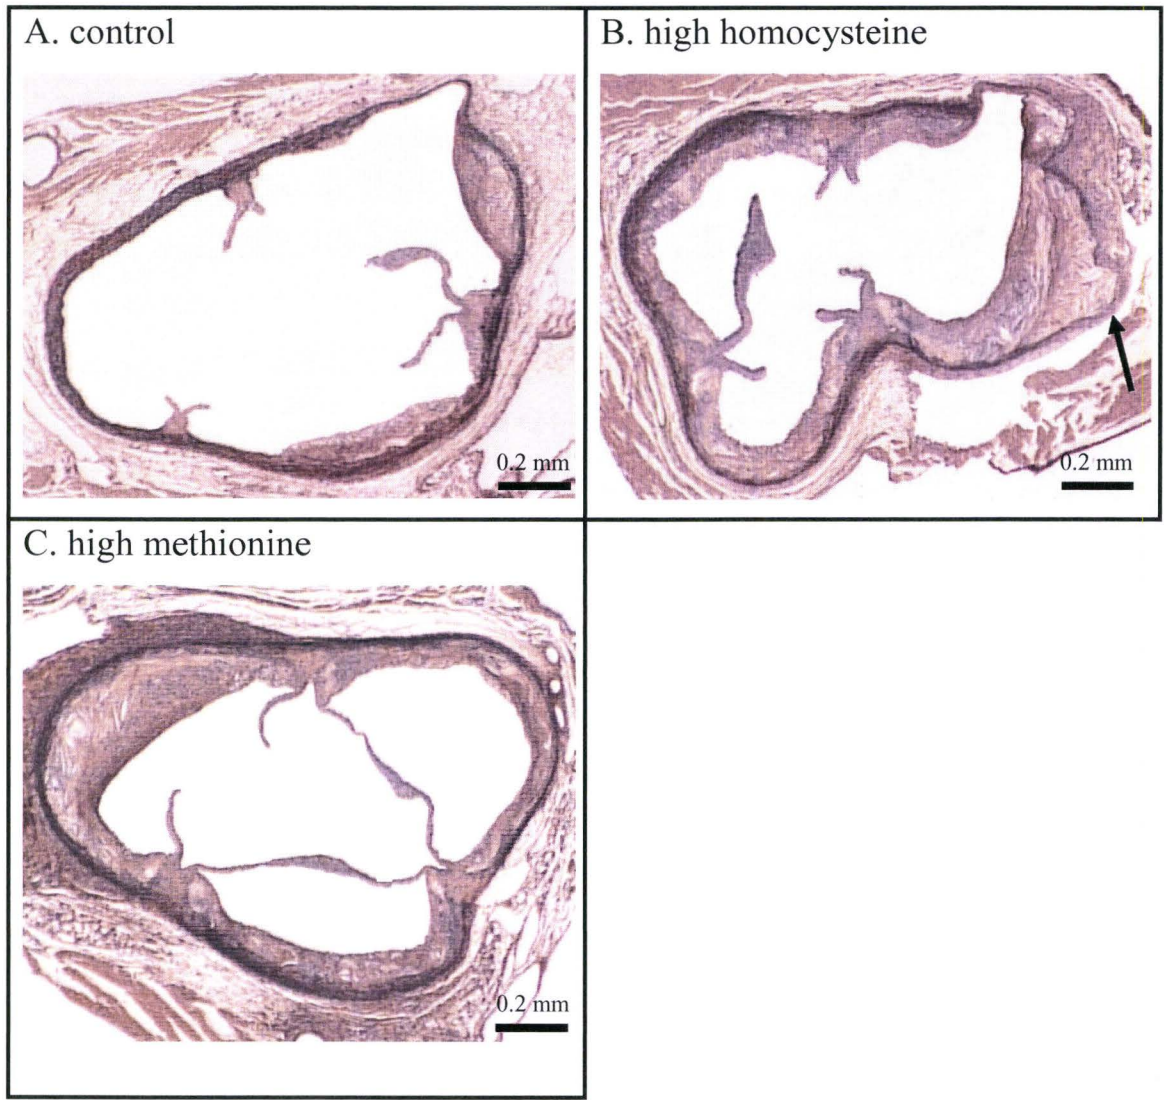 A. control
B. high homocysteine
0.2 mm
0.2 mm
C. high methionine
0.2 mm